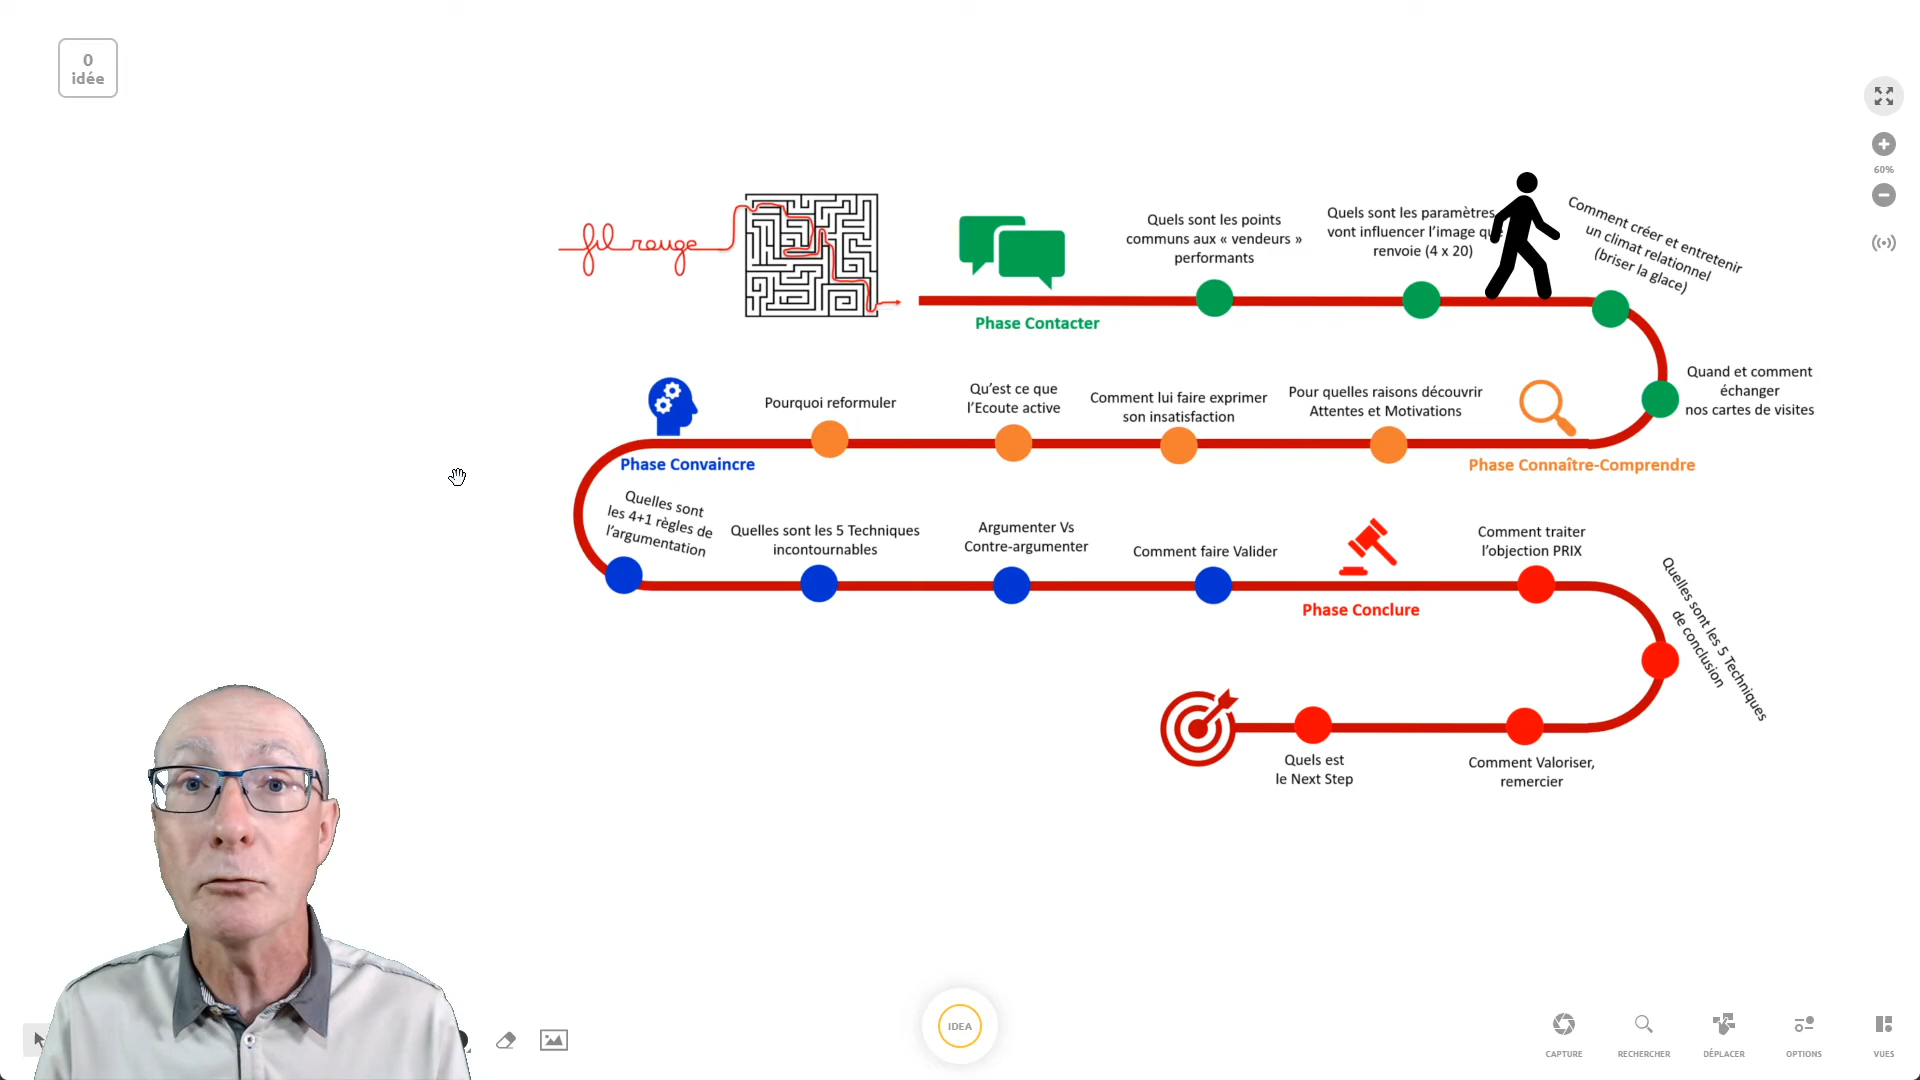 0
idée
60%
fil rouge
Quels sont les points
communs aux « vendeurs »
performants
Quels sont les paramètres
vont influencer l'image que
renvoie (4 x 20)
Comment créer et entretenir
un climat relationnel
(briser la glace)
Phase Contacter
Quand et comment
échanger
nos cartes de visites
Pourquoi reformuler
Qu'est ce que
l'Ecoute active
Comment lui faire exprimer
son insatisfaction
Pour quelles raisons découvrir
Attentes et Motivations
Phase Convaincre
Phase Connaître-Comprendre
Quelles sont
les 4+1 règles de
l'argumentation
Quelles sont les 5 Techniques
incontournables
Argumenter Vs
Contre-argumenter
Comment faire Valider
Comment traiter
l'objection PRIX
Phase Conclure
Quelles sont les 5 Techniques
de conclusion
Quels est
le Next Step
Comment Valoriser,
remercier
IDEA
CAPTURE
RECHERCHER
DÉPLACER
OPTIONS
VUES